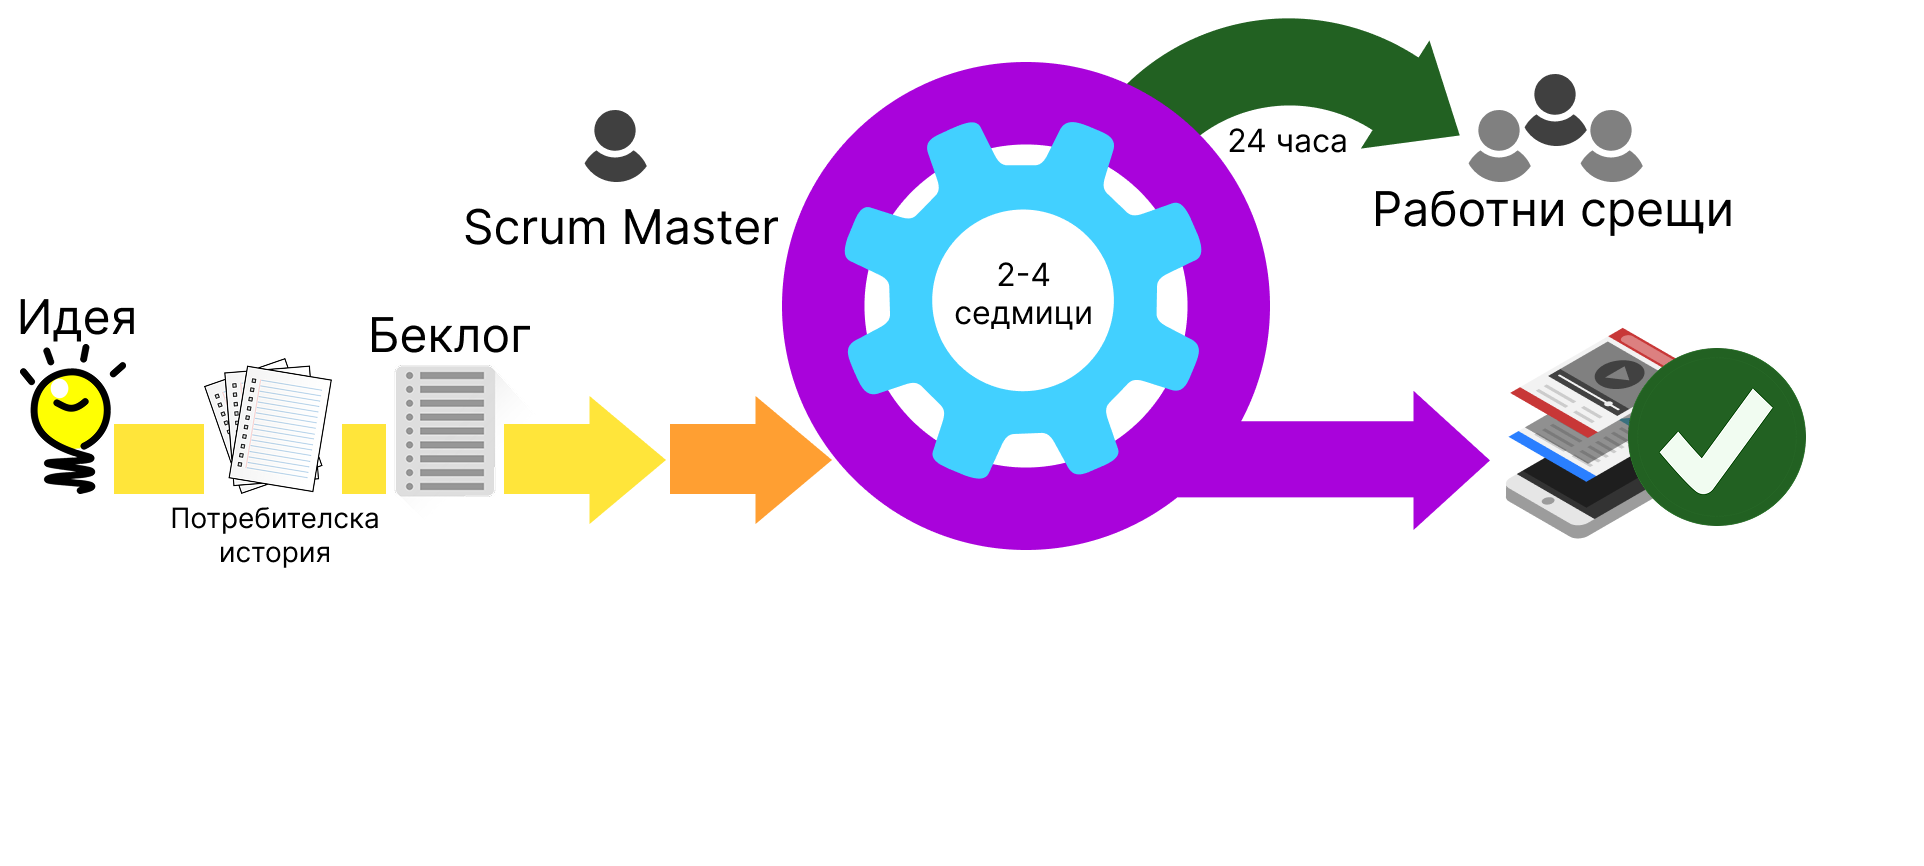 Идея
Потребителска
история
Беклог
Scrum Master
2-4
седмици
24 часа
Работни срещи